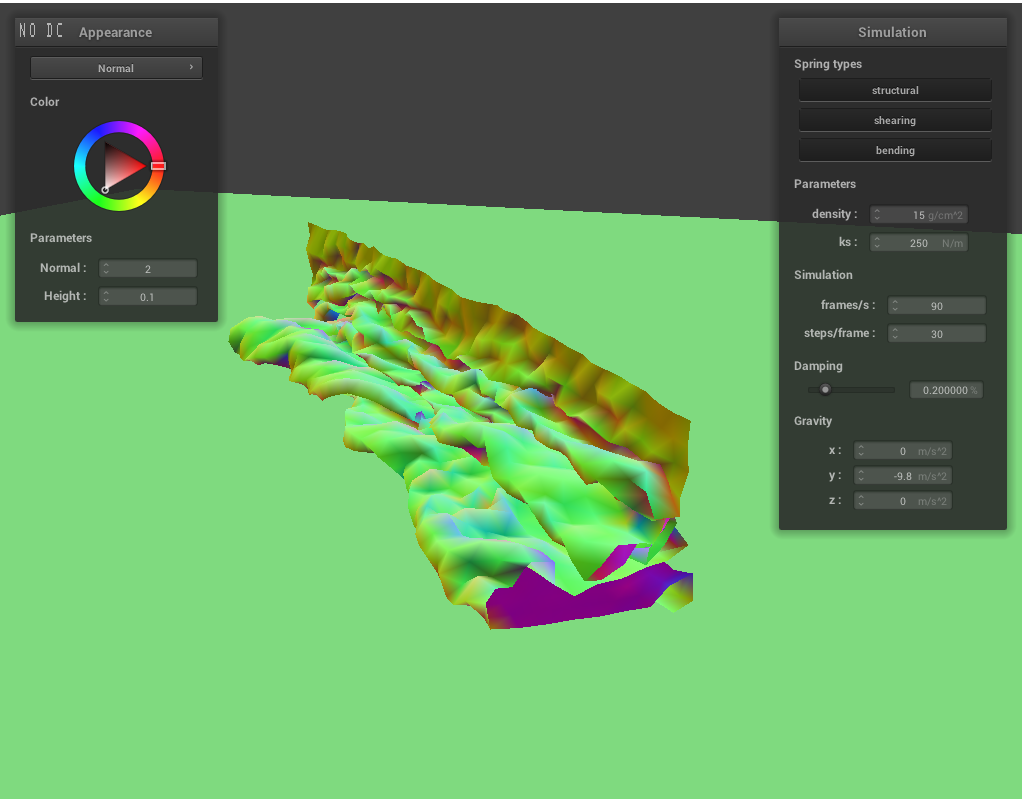 NO DC
Appearance
Normal
Color
Parameters
Normal :
2
Height :
0.1
Simulation
Spring types
structural
shearing
bending
Parameters
density :
15 g/cm^2
ks :
250 N/m
Simulation
frames/s :
90
steps/frame :
30
Damping
0.200000 %
Gravity
x :
0 m/s^2
y :
-9.8 m/s^2
z :
0 m/s^2